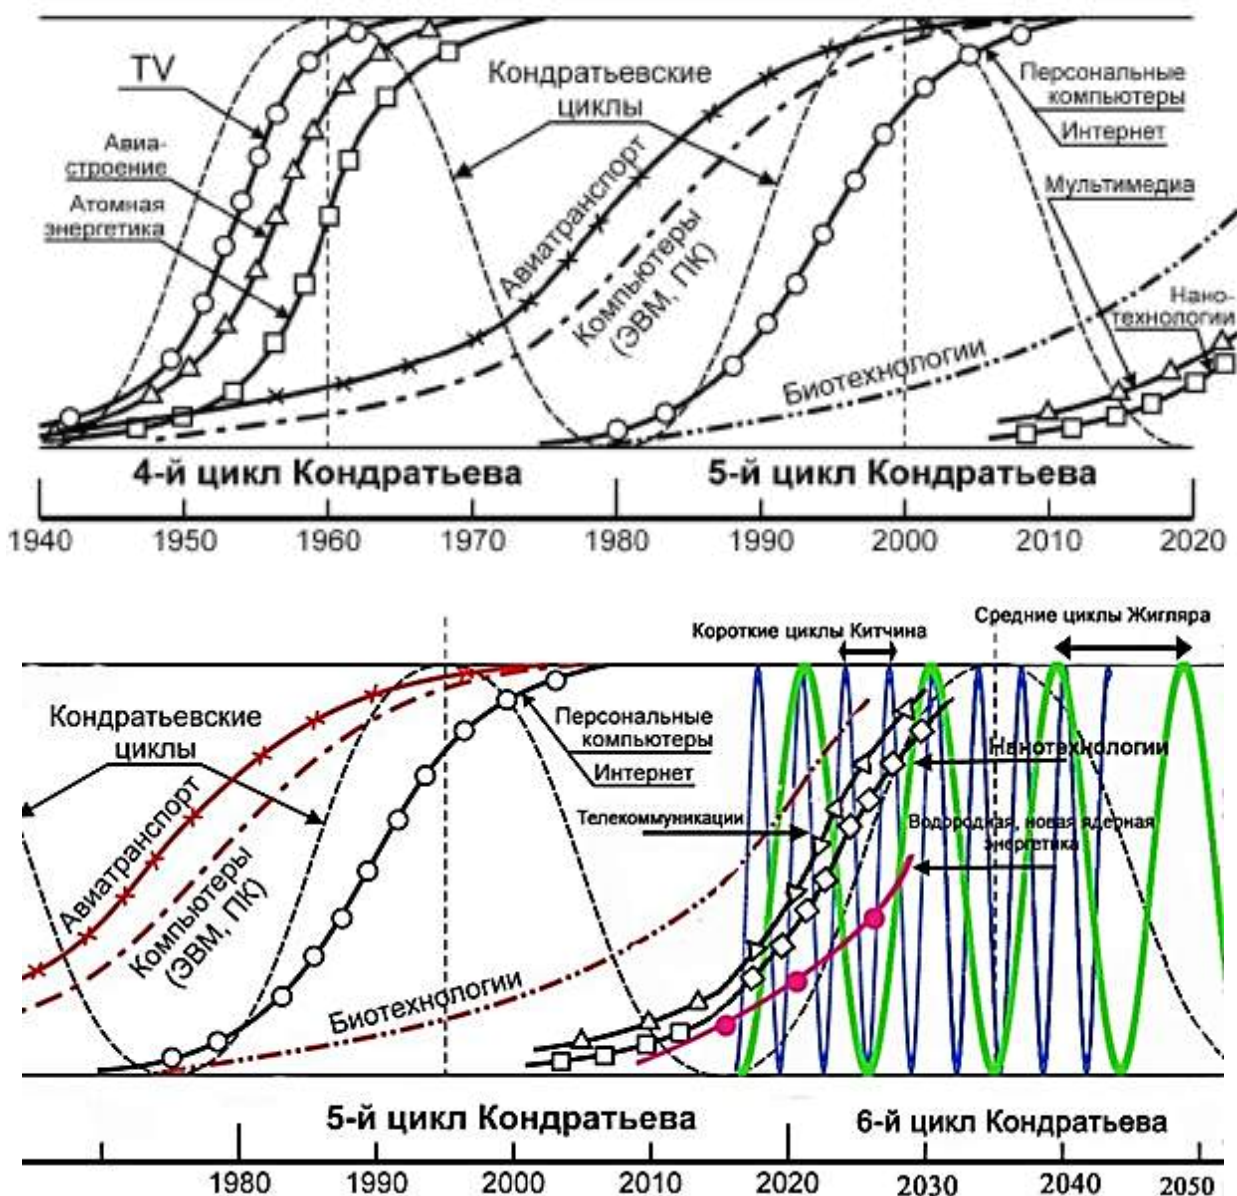 TV
Авиа-
строение
Атомная
энергетика
Кондратьевские
циклы
Авиатранспорт
Компьютеры
(ЭВМ, ПК)
Персональные
компьютеры
Интернет
Мультимедиа
Нано-
технологии
Биотехнологии
4-й цикл Кондратьева
5-й цикл Кондратьева
1940 1950 1960 1970 1980 1990 2000 2010 2020
Короткие циклы Китчина
Средние циклы Жигляра
Кондратьевские
циклы
Авиатранспорт
Компьютеры
(ЭВМ, ПК)
Персональные
компьютеры
Интернет
Биотехнологии
Телекоммуникации
Нанотехнологии
Водородная, новая ядерная
энергетика
5-й цикл Кондратьева
6-й цикл Кондратьева
1980 1990 2000 2010 2020 2030 2040 2050